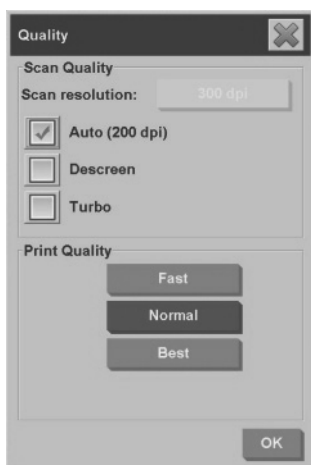 Quality
Scan Quality
Scan resolution: 300 dpi
Auto (200 dpi)
Descreen
Turbo
Print Quality
Fast
Normal
Best
OK